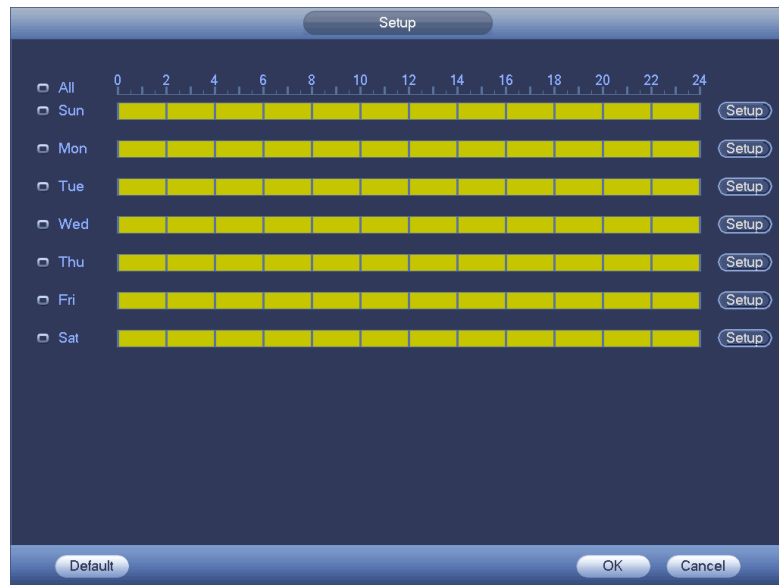 Setup
All 0 2 4 6 8 10 12 14 16 18 20 22 24
Sun Setup
Mon Setup
Tue Setup
Wed Setup
Thu Setup
Fri Setup
Sat Setup
Default OK Cancel